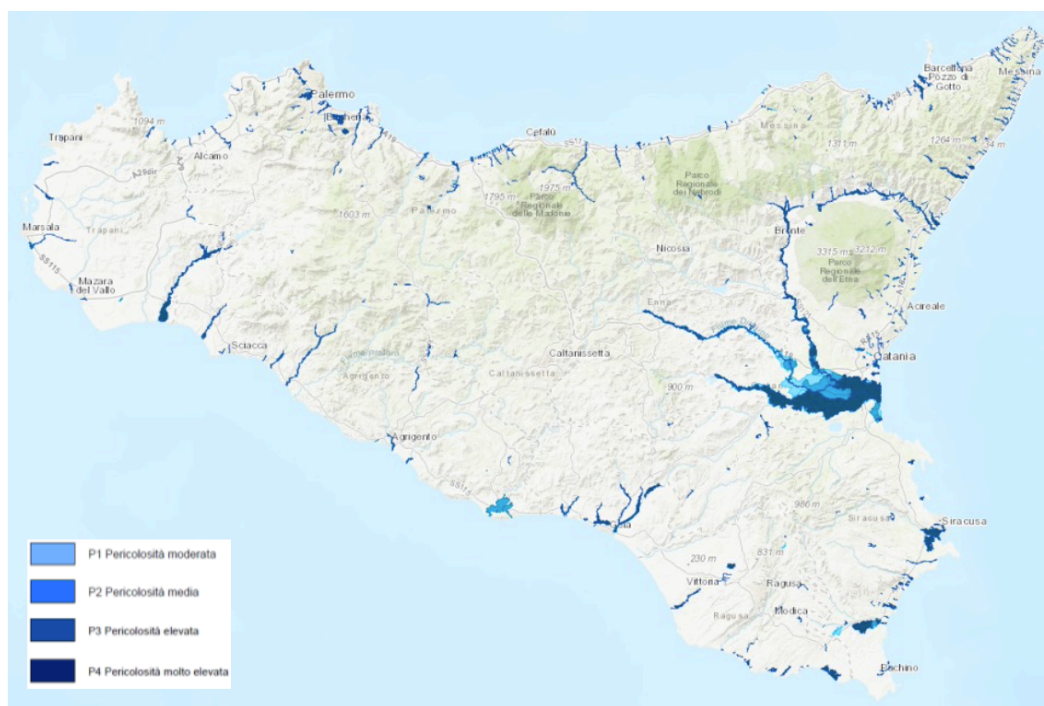 Barcellona
Pozzo di
Gotto
Messina
Palermo
Trapani
1094 m
Cefalù
Alcamo
Messina
1311 m
1264 m
1975 m
1795 m
Parco
Regionale
delle Madonie
Parco
Regionale
dei Nebrodi
1603 m
Palermo
Trapani
Marsala
SS115
Bronte
Nicosia
3315 m
3212 m
Parco
Regionale
dell'Etna
Mazara
del Vallo
Acireale
Enna
Sciacca
Caltanissetta
Catania
Agrigento
Caltanissetta
900 m
Agrigento
SS115
986 m
Siracusa
Siracusa
230 m
831 m
Vittoria
Ragusa
Ragusa
Modica
Pachino
P1 Pericolosità moderata
P2 Pericolosità media
P3 Pericolosità elevata
P4 Pericolosità molto elevata